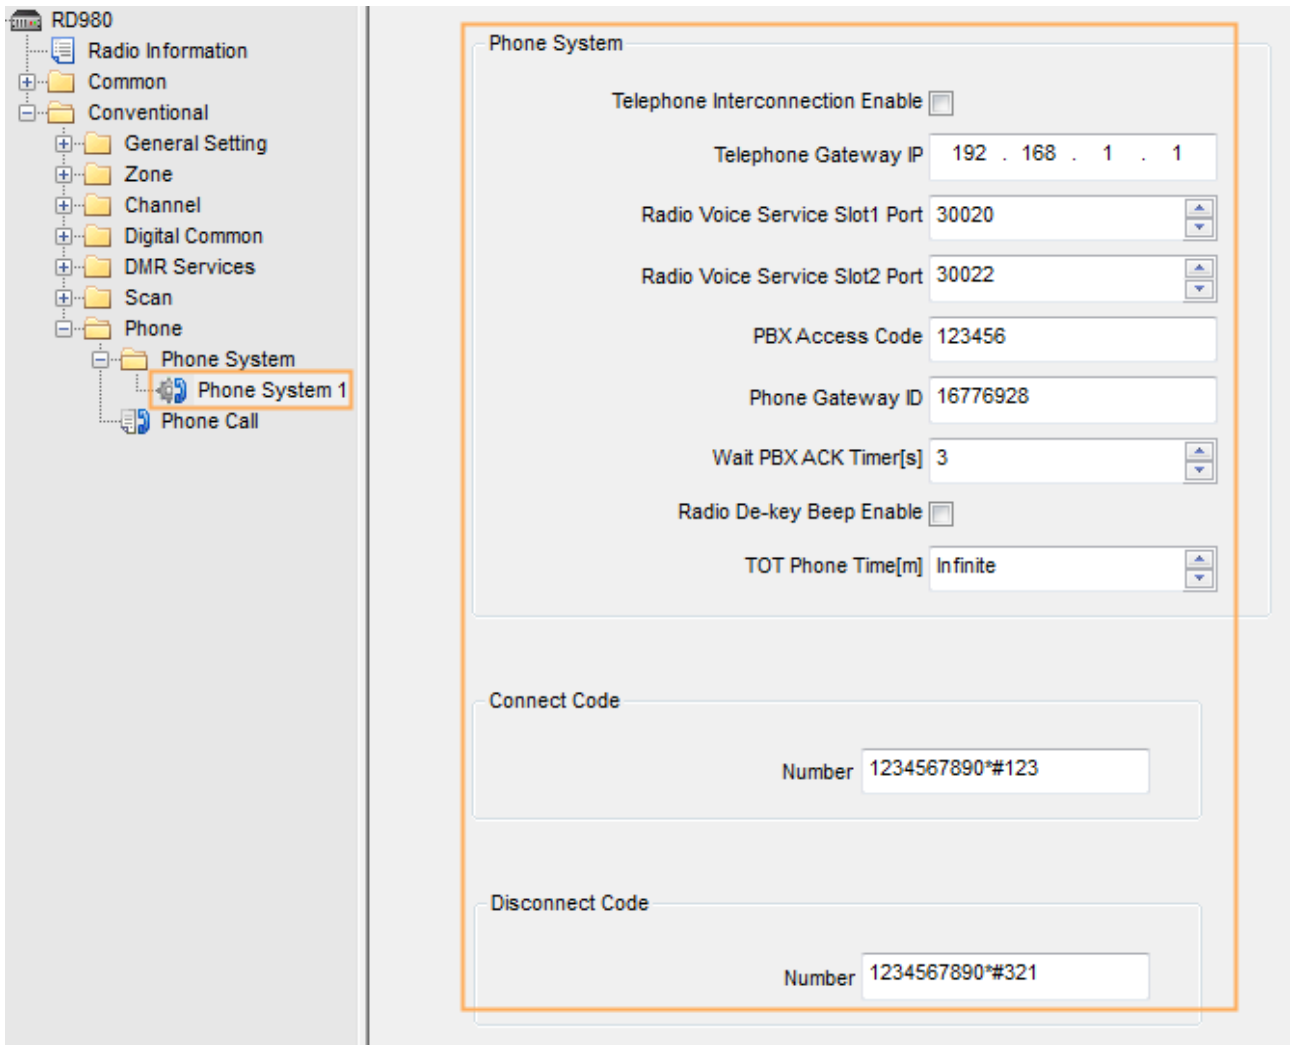 RD980
Radio Information
Common
Conventional
General Setting
Zone
Channel
Digital Common
DMR Services
Scan
Phone
Phone System
Phone System 1
Phone Call
Phone System
Telephone Interconnection Enable
Telephone Gateway IP 192 . 168 . 1 . 1
Radio Voice Service Slot1 Port 30020
Radio Voice Service Slot2 Port 30022
PBX Access Code 123456
Phone Gateway ID 16776928
Wait PBX ACK Timer[s] 3
Radio De-key Beep Enable
TOT Phone Time[m] Infinite
Connect Code
Number 1234567890*#123
Disconnect Code
Number 1234567890*#321